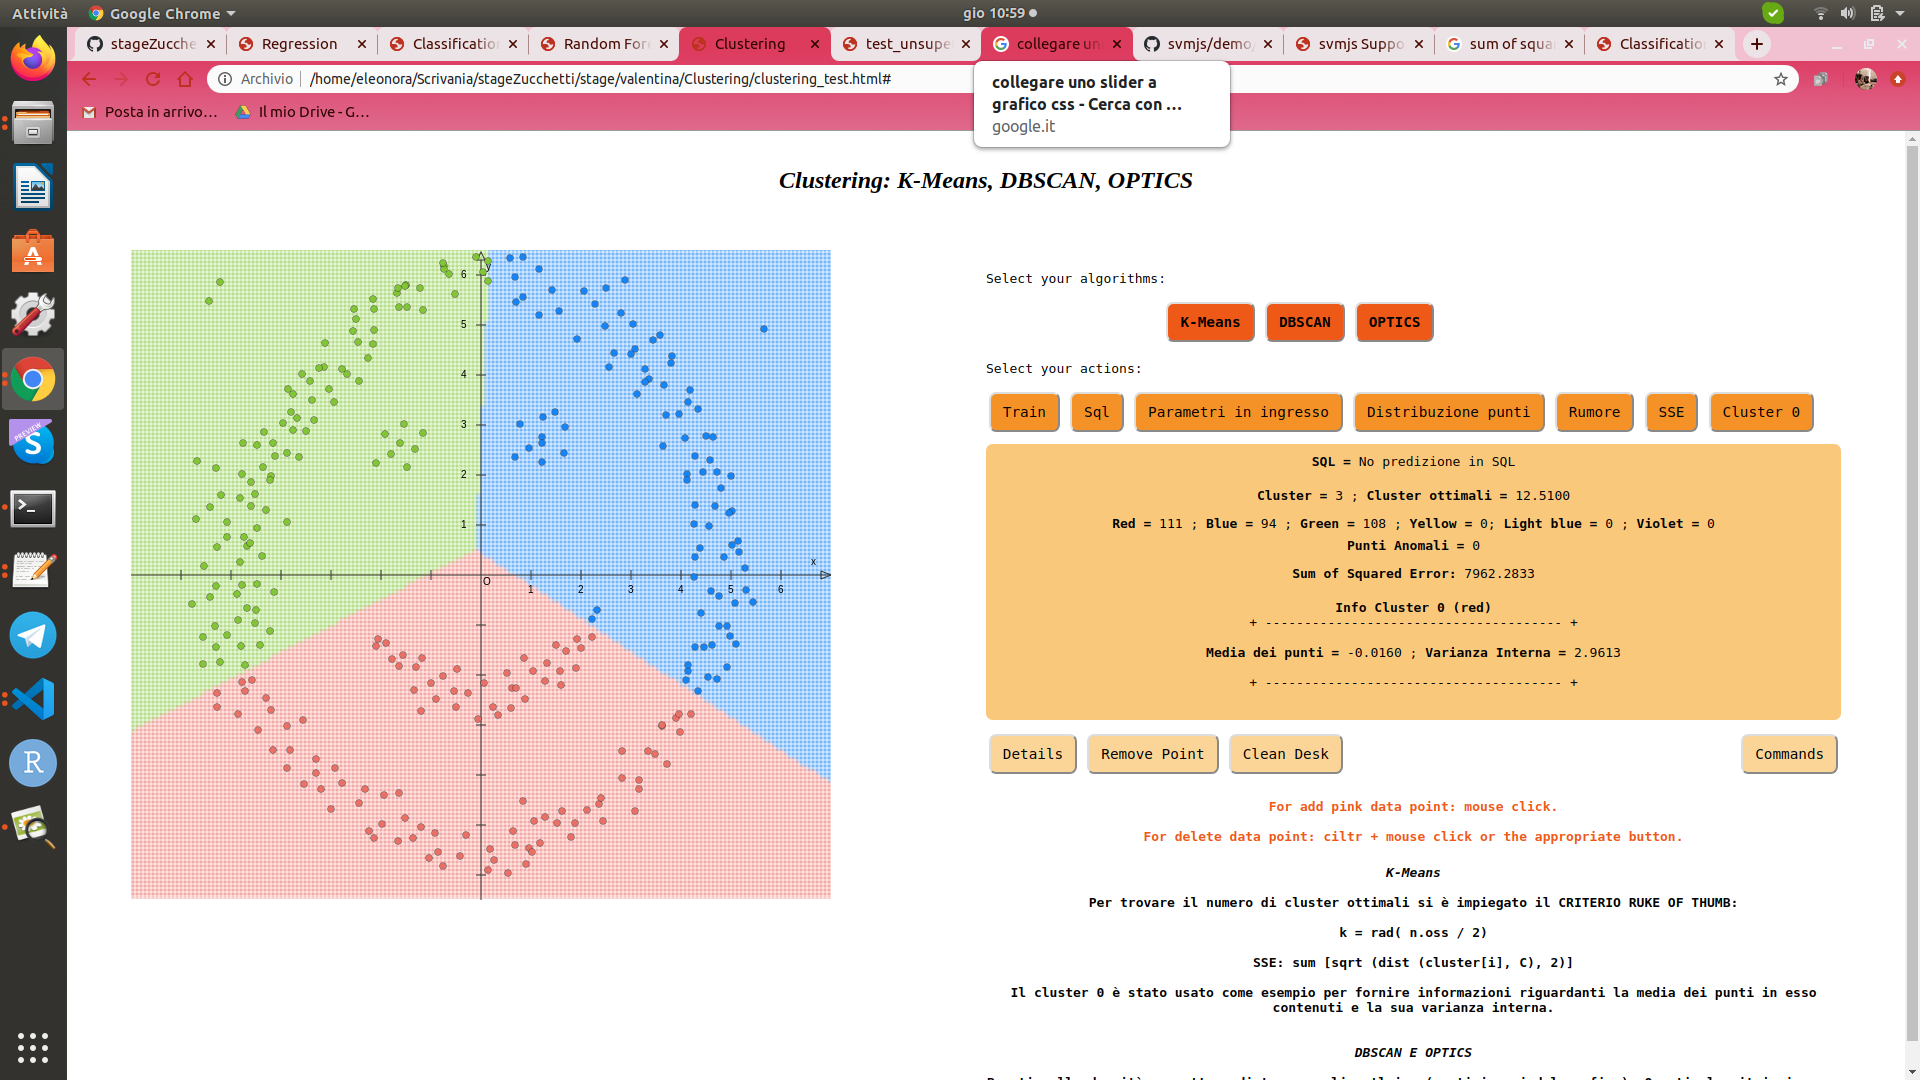 Attività
Google Chrome
gio 10:59
stageZucche
Regression
Classificatio
Random For
Clustering
test_unsupe
collegare un
svmjs/demo
svmjs Suppo
sum of squa
Classificatio
Archivio
/home/eleonora/Scrivania/stageZucchetti/stage/valentina/Clustering/clustering_test.html#
collegare uno slider a
grafico css - Cerca con ...
google.it
Posta in arrivo...
Il mio Drive - G...
Clustering: K-Means, DBSCAN, OPTICS
y
6
5
4
3
2
1
x
O
1 2 3 4 5 6
Select your algorithms:
K-Means
DBSCAN
OPTICS
Select your actions:
Train
Sql
Parametri in ingresso
Distribuzione punti
Rumore
SSE
Cluster 0
SQL = No predizione in SQL
Cluster = 3 ; Cluster ottimali = 12.5100
Red = 111 ; Blue = 94 ; Green = 108 ; Yellow = 0; Light blue = 0 ; Violet = 0
Punti Anomali = 0
Sum of Squared Error: 7962.2833
Info Cluster 0 (red)
+ -------------------------------------- +
Media dei punti = -0.0160 ; Varianza Interna = 2.9613
+ -------------------------------------- +
Details
Remove Point
Clean Desk
Commands
For add pink data point: mouse click.
For delete data point: ciltr + mouse click or the appropriate button.
K-Means
Per trovare il numero di cluster ottimali si è impiegato il CRITERIO RUKE OF THUMB:
k = rad( n.oss / 2)
SSE: sum [sqrt (dist (cluster[i], C), 2)]
Il cluster 0 è stato usato come esempio per fornire informazioni riguardanti la media dei punti in esso
contenuti e la sua varianza interna.
DBSCAN E OPTICS